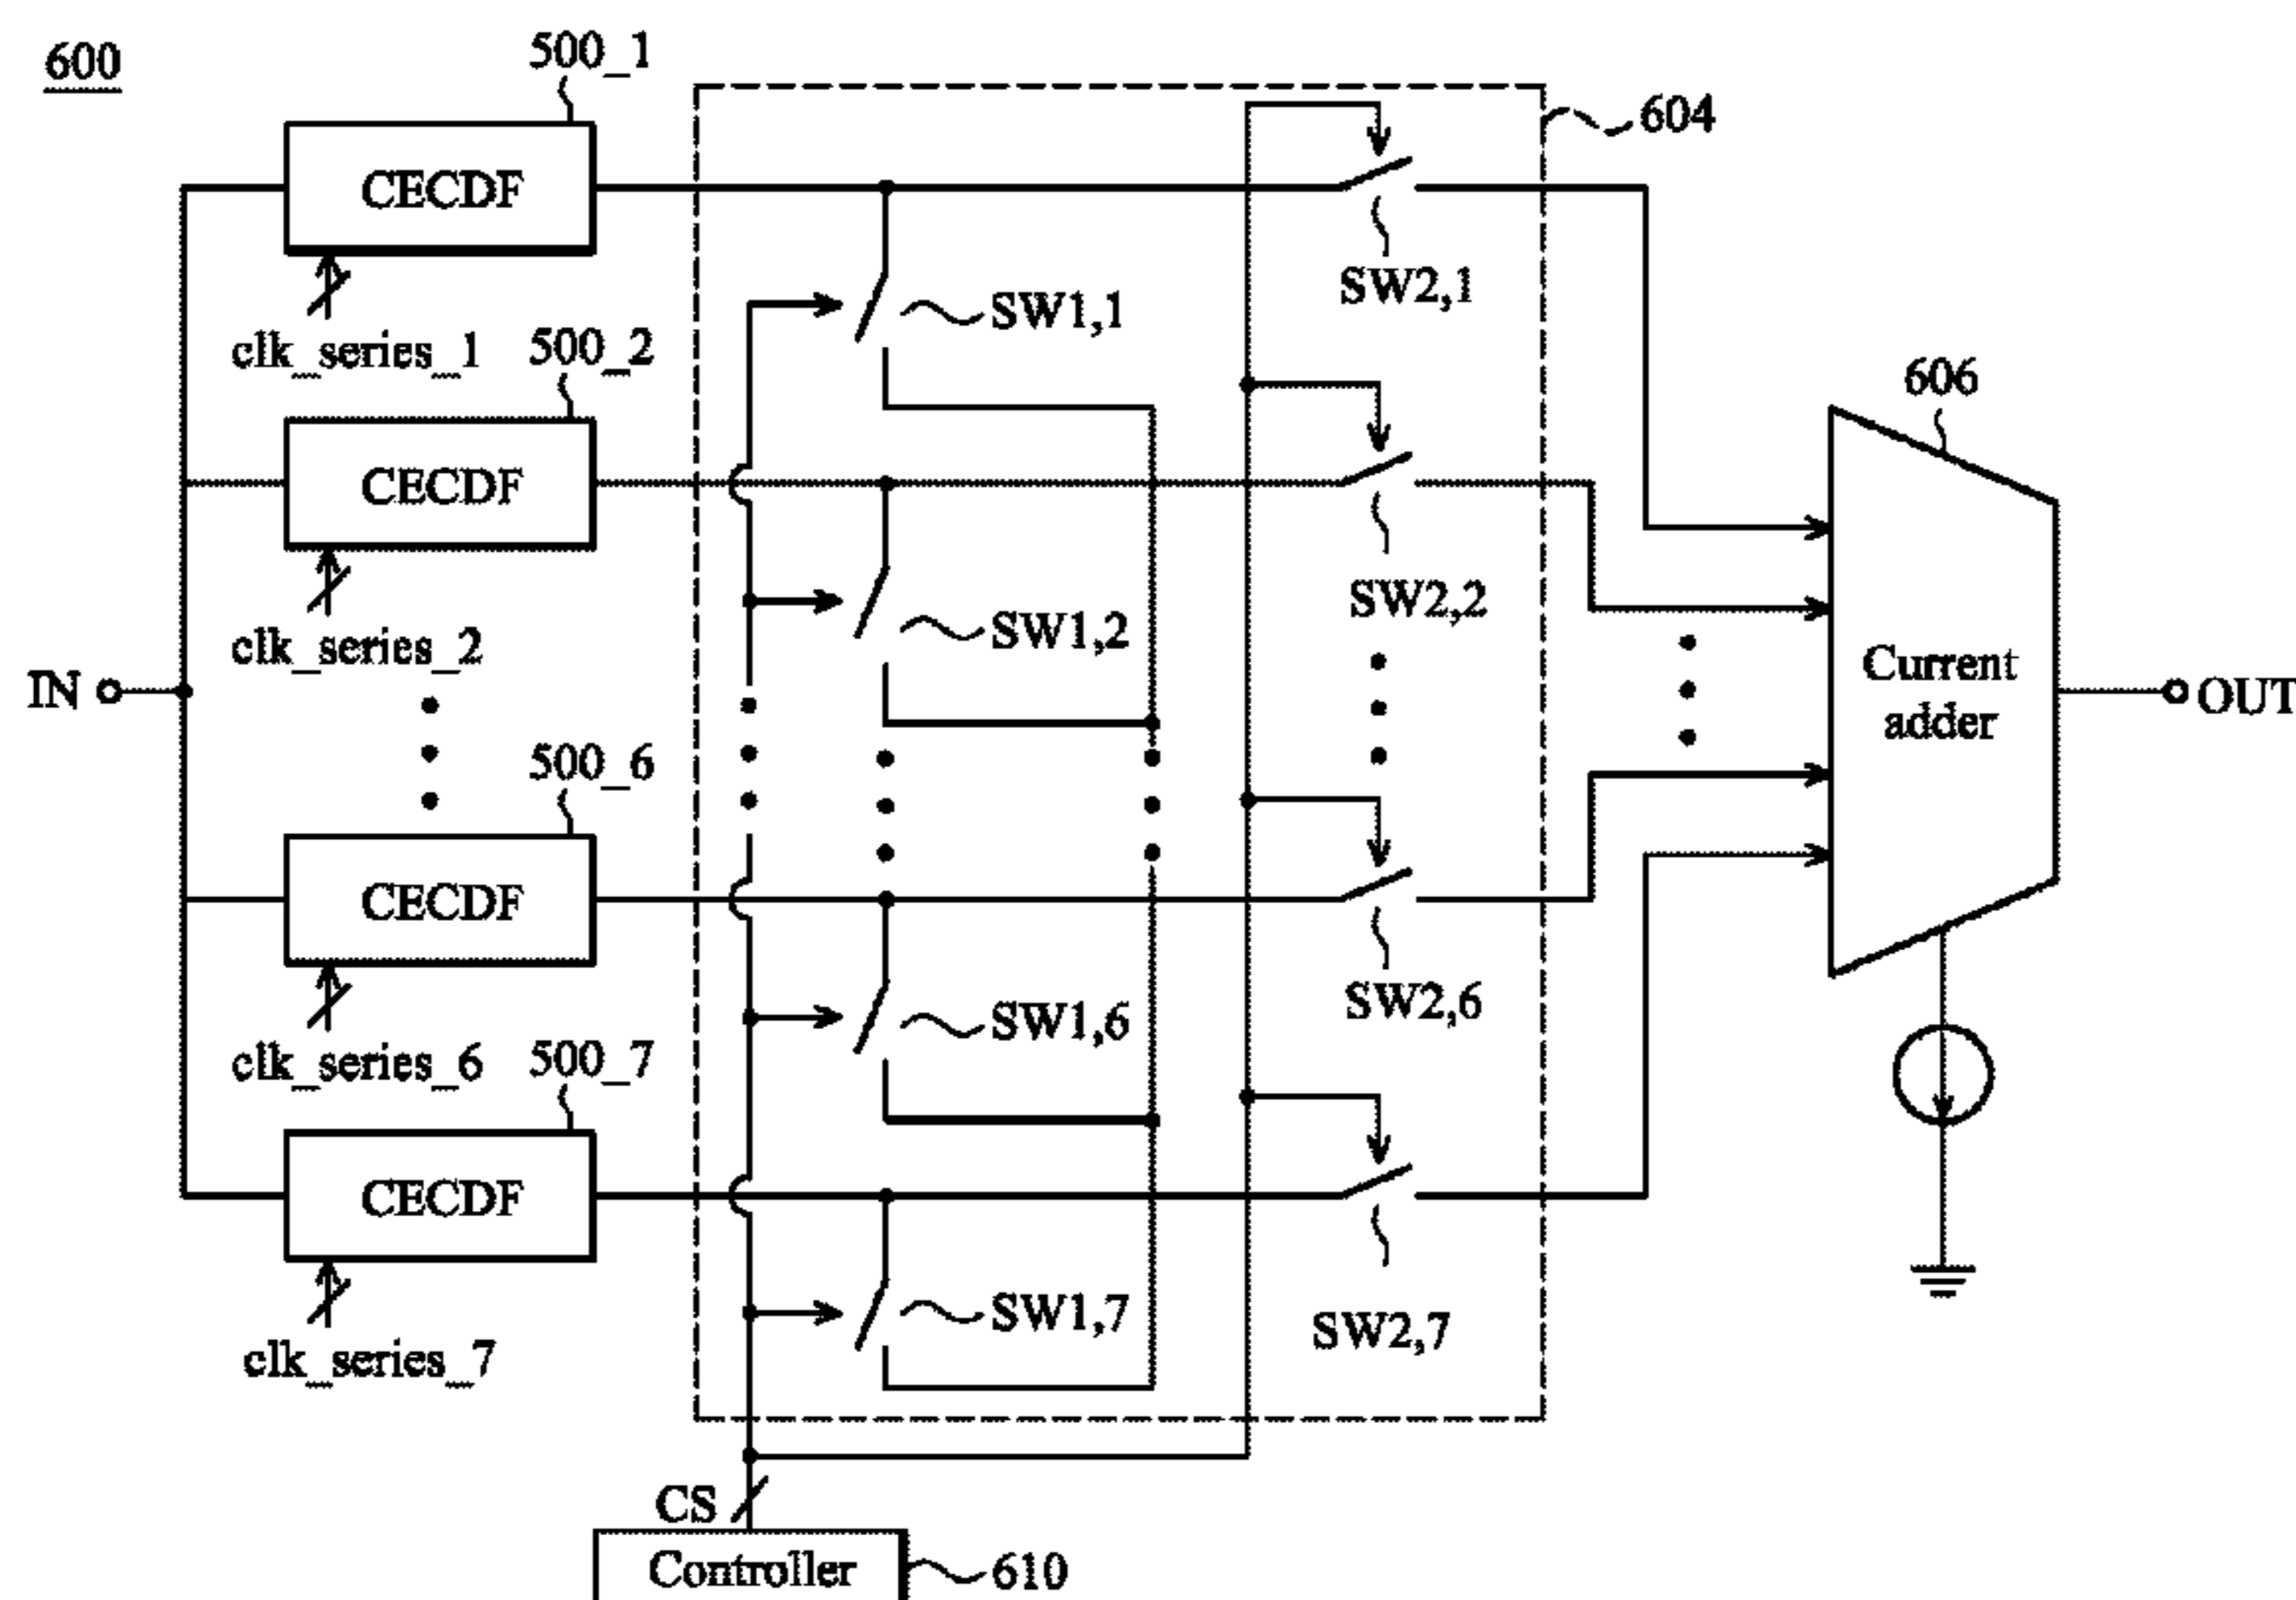 600
500_1
604
CECDF
SW2,1
SW1,1
clk_series_1
500_2
606
CECDF
SW2,2
SW1,2
clk_series_2
Current
adder
IN
OUT
500_6
CECDF
SW2,6
SW1,6
clk_series_6
500_7
CECDF
SW1,7
SW2,7
clk_series_7
CS
Controller
610